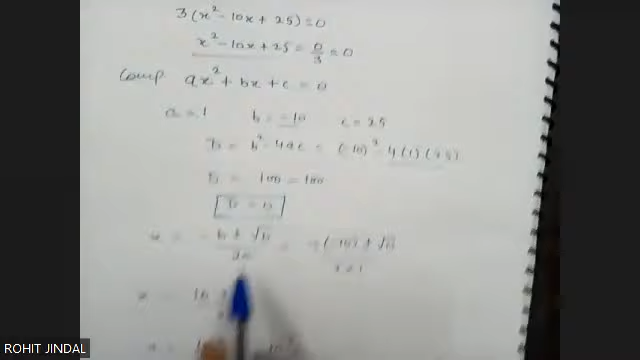 3(x² - 10x + 25) = 0
x² - 10x + 25 = 0/3 = 0
Comp. ax² + bx + c = 0
a = 1 b = -10 c = 25
D = b² - 4ac = (-10)² - 4(1)(25)
D = 100 - 100
D = 0
x = -b ± √D / 2a = -(-10) ± √0 / 2×1
x = 10
ROHIT JINDAL